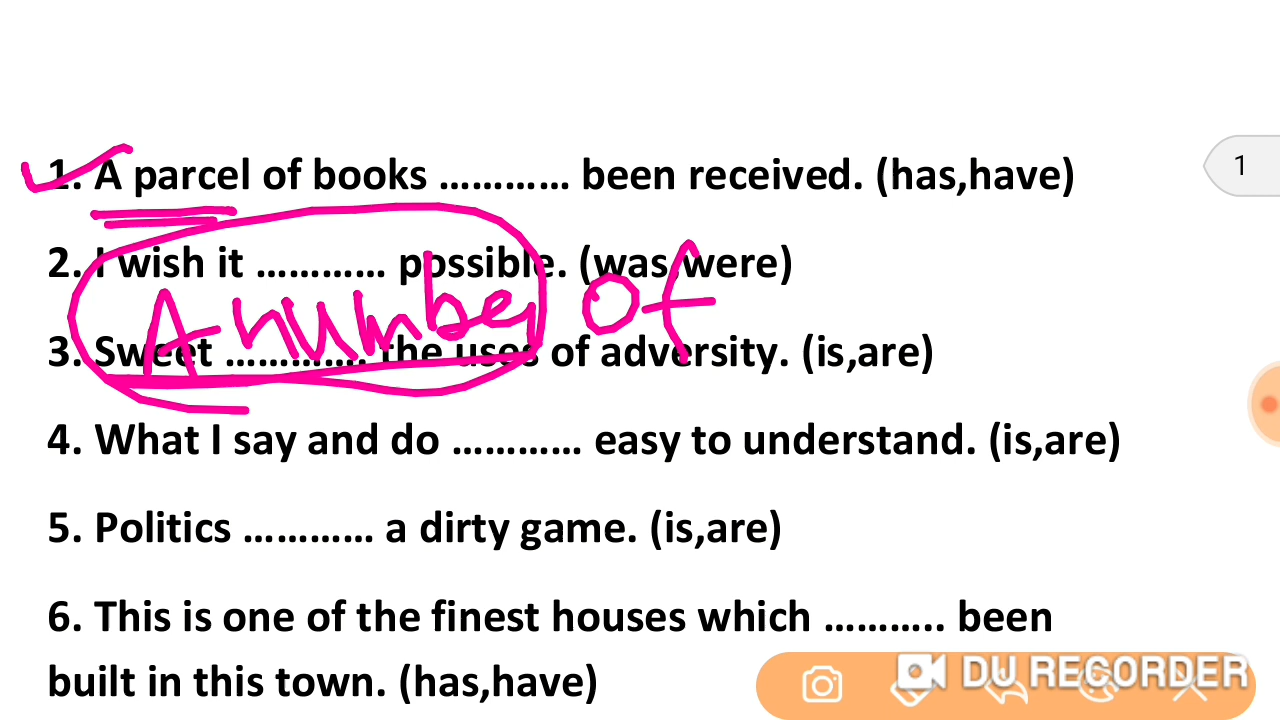 1. A parcel of books ………… been received. (has,have)
1
2. I wish it ………… possible. (was,were)
A number of
3. Sweet …………. the uses of adversity. (is,are)
4. What I say and do ………… easy to understand. (is,are)
5. Politics ………… a dirty game. (is,are)
6. This is one of the finest houses which ……….. been
built in this town. (has,have)
DU RECORDER